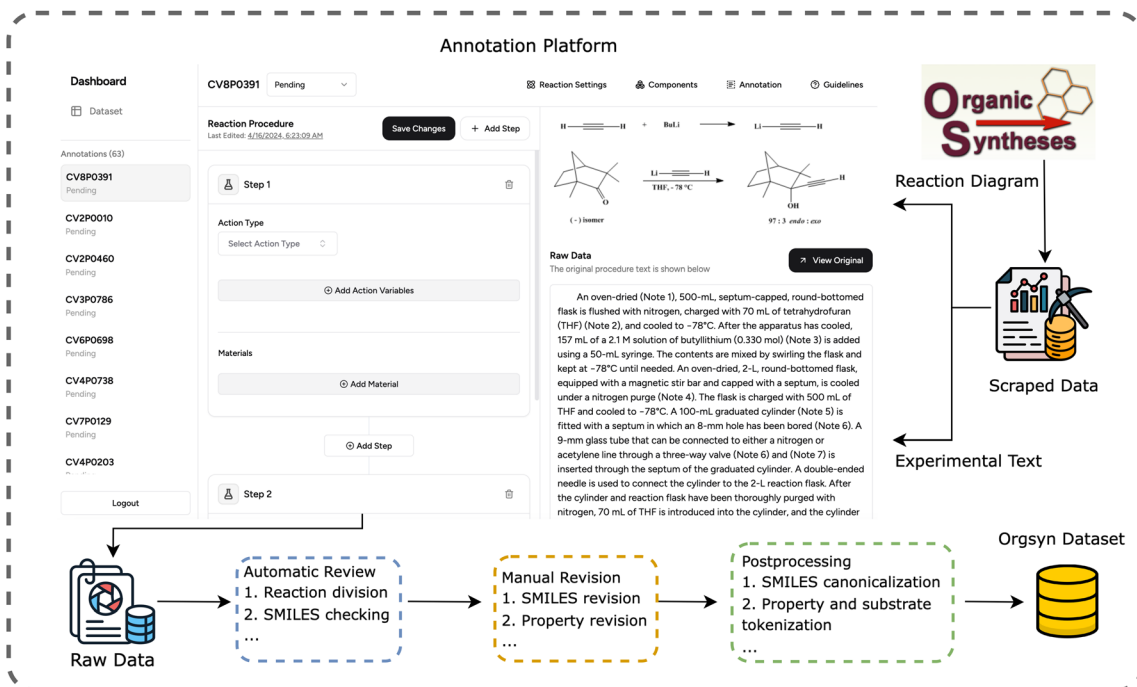 Annotation Platform
Dashboard
Dataset
Annotations (63)
CV8P0391
Pending
CV2P0010
Pending
CV2P0460
Pending
CV3P0786
Pending
CV6P0698
Pending
CV4P0738
Pending
CV7P0129
Pending
CV4P0203
Pending
Logout
CV8P0391
Pending
Reaction Settings
Components
Annotation
Guidelines
Reaction Procedure
Last Edited: 4/16/2024, 6:23:09 AM
Save Changes
+ Add Step
Step 1
Action Type
Select Action Type
Add Action Variables
Materials
Add Material
Add Step
Step 2
H H + BuLi Li H
Li H
THF, - 78 °C
O
H
OH
(-) isomer
97 : 3 endo : exo
Raw Data
The original procedure text is shown below
View Original
An oven-dried (Note 1), 500-mL, septum-capped, round-bottomed
flask is flushed with nitrogen, charged with 70 mL of tetrahydrofuran
(THF) (Note 2), and cooled to −78°C. After the apparatus has cooled,
157 mL of a 2.1 M solution of butyllithium (0.330 mol) (Note 3) is added
using a 50-mL syringe. The contents are mixed by swirling the flask and
kept at −78°C until needed. An oven-dried, 2-L, round-bottomed flask,
equipped with a magnetic stir bar and capped with a septum, is cooled
under a nitrogen purge (Note 4). The flask is charged with 500 mL of
THF and cooled to −78°C. A 100-mL graduated cylinder (Note 5) is
fitted with a septum in which an 8-mm hole has been bored (Note 6). A
9-mm glass tube that can be connected to either a nitrogen or
acetylene line through a three-way valve (Note 6) and (Note 7) is
inserted through the septum of the graduated cylinder. A double-ended
needle is used to connect the cylinder to the 2-L reaction flask. After
the cylinder and reaction flask have been thoroughly purged with
nitrogen, 70 mL of THF is introduced into the cylinder, and the cylinder
Organic
Syntheses
Reaction Diagram
Scraped Data
Experimental Text
Raw Data
Automatic Review
1. Reaction division
2. SMILES checking
...
Manual Revision
1. SMILES revision
2. Property revision
...
Postprocessing
1. SMILES canonicalization
2. Property and substrate
tokenization
...
Orgsyn Dataset